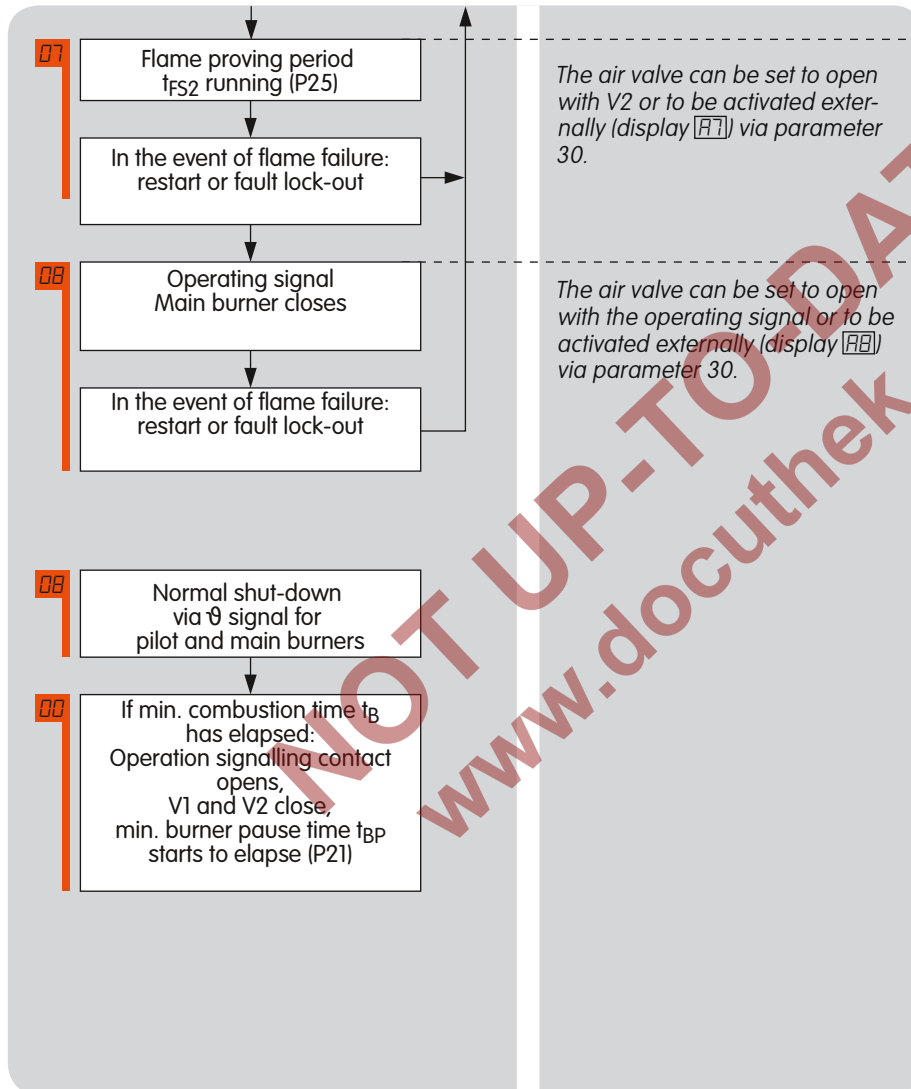 07
Flame proving period
tFS2 running (P25)
In the event of flame failure:
restart or fault lock-out
The air valve can be set to open
with V2 or to be activated exter-
nally (display A7) via parameter
30.
08
Operating signal
Main burner closes
In the event of flame failure:
restart or fault lock-out
The air valve can be set to open
with the operating signal or to be
activated externally (display A8)
via parameter 30.
08
Normal shut-down
via ϑ signal for
pilot and main burners
00
If min. combustion time tB
has elapsed:
Operation signalling contact
opens,
V1 and V2 close,
min. burner pause time tBP
starts to elapse (P21)
NOT UP-TO-DAT
www.docuthek